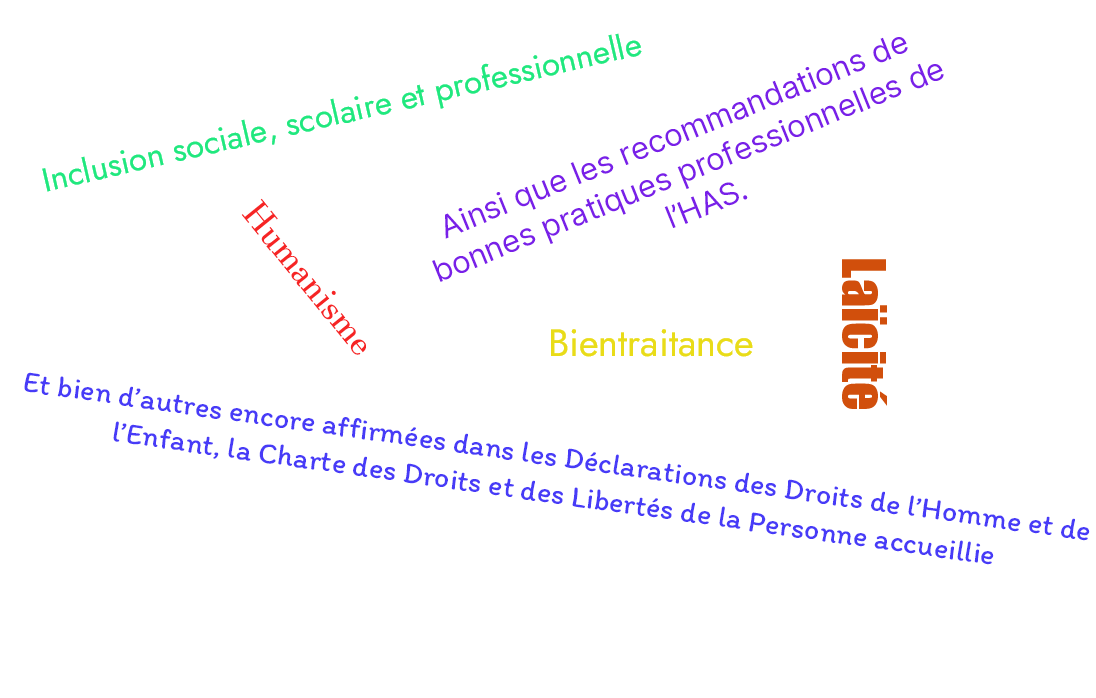 Inclusion sociale, scolaire et professionnelle
Ainsi que les recommandations de
bonnes pratiques professionnelles de
l'HAS.
Humanisme
Laïcité
Bientraitance
Et bien d'autres encore affirmées dans les Déclarations des Droits de l'Homme et de
l'Enfant, la Charte des Droits et des Libertés de la Personne accueillie